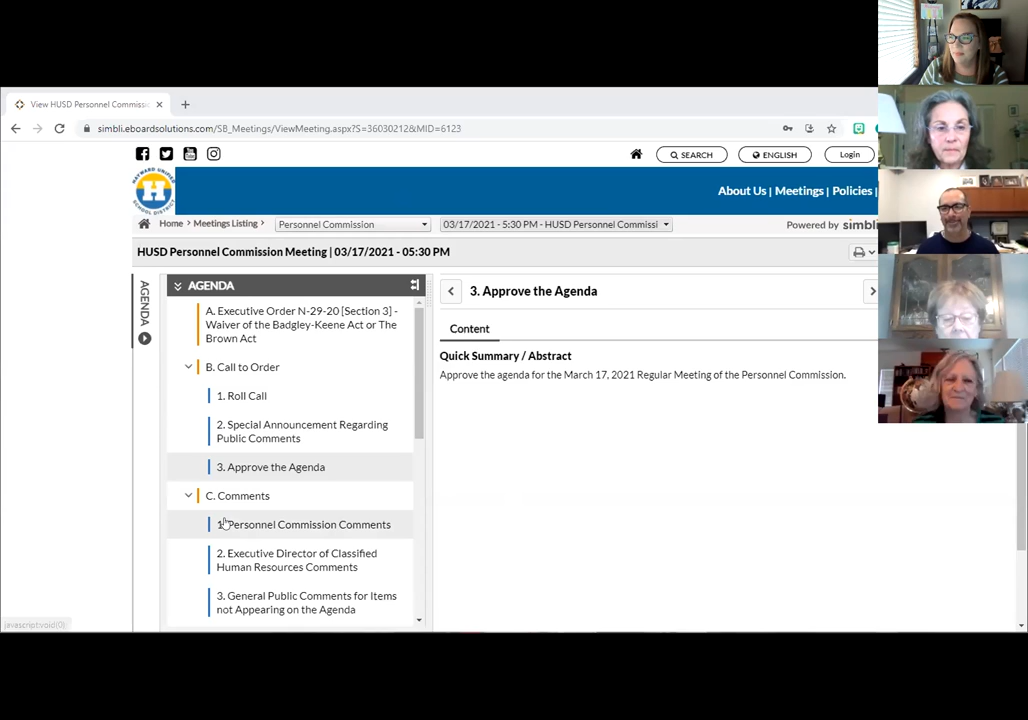 View HUSD Personnel Commis
simbli.eboardsolutions.com/SB_Meetings/ViewMeeting.aspx?S=36030212&MID=6123
SEARCH
ENGLISH
Login
HAYWARD UNIFIED
SCHOOL DISTRICT
H
About Us | Meetings | Policies |
Home > Meetings Listing >
Personnel Commission
03/17/2021 - 5:30 PM - HUSD Personnel Commissi
Powered by simbli
HUSD Personnel Commission Meeting | 03/17/2021 - 05:30 PM
AGENDA
AGENDA
A. Executive Order N-29-20 [Section 3] -
Waiver of the Badgley-Keene Act or The
Brown Act
B. Call to Order
1. Roll Call
2. Special Announcement Regarding
Public Comments
3. Approve the Agenda
C. Comments
1. Personnel Commission Comments
2. Executive Director of Classified
Human Resources Comments
3. General Public Comments for Items
not Appearing on the Agenda
3. Approve the Agenda
Content
Quick Summary / Abstract
Approve the agenda for the March 17, 2021 Regular Meeting of the Personnel Commission.
javascript:void(0);